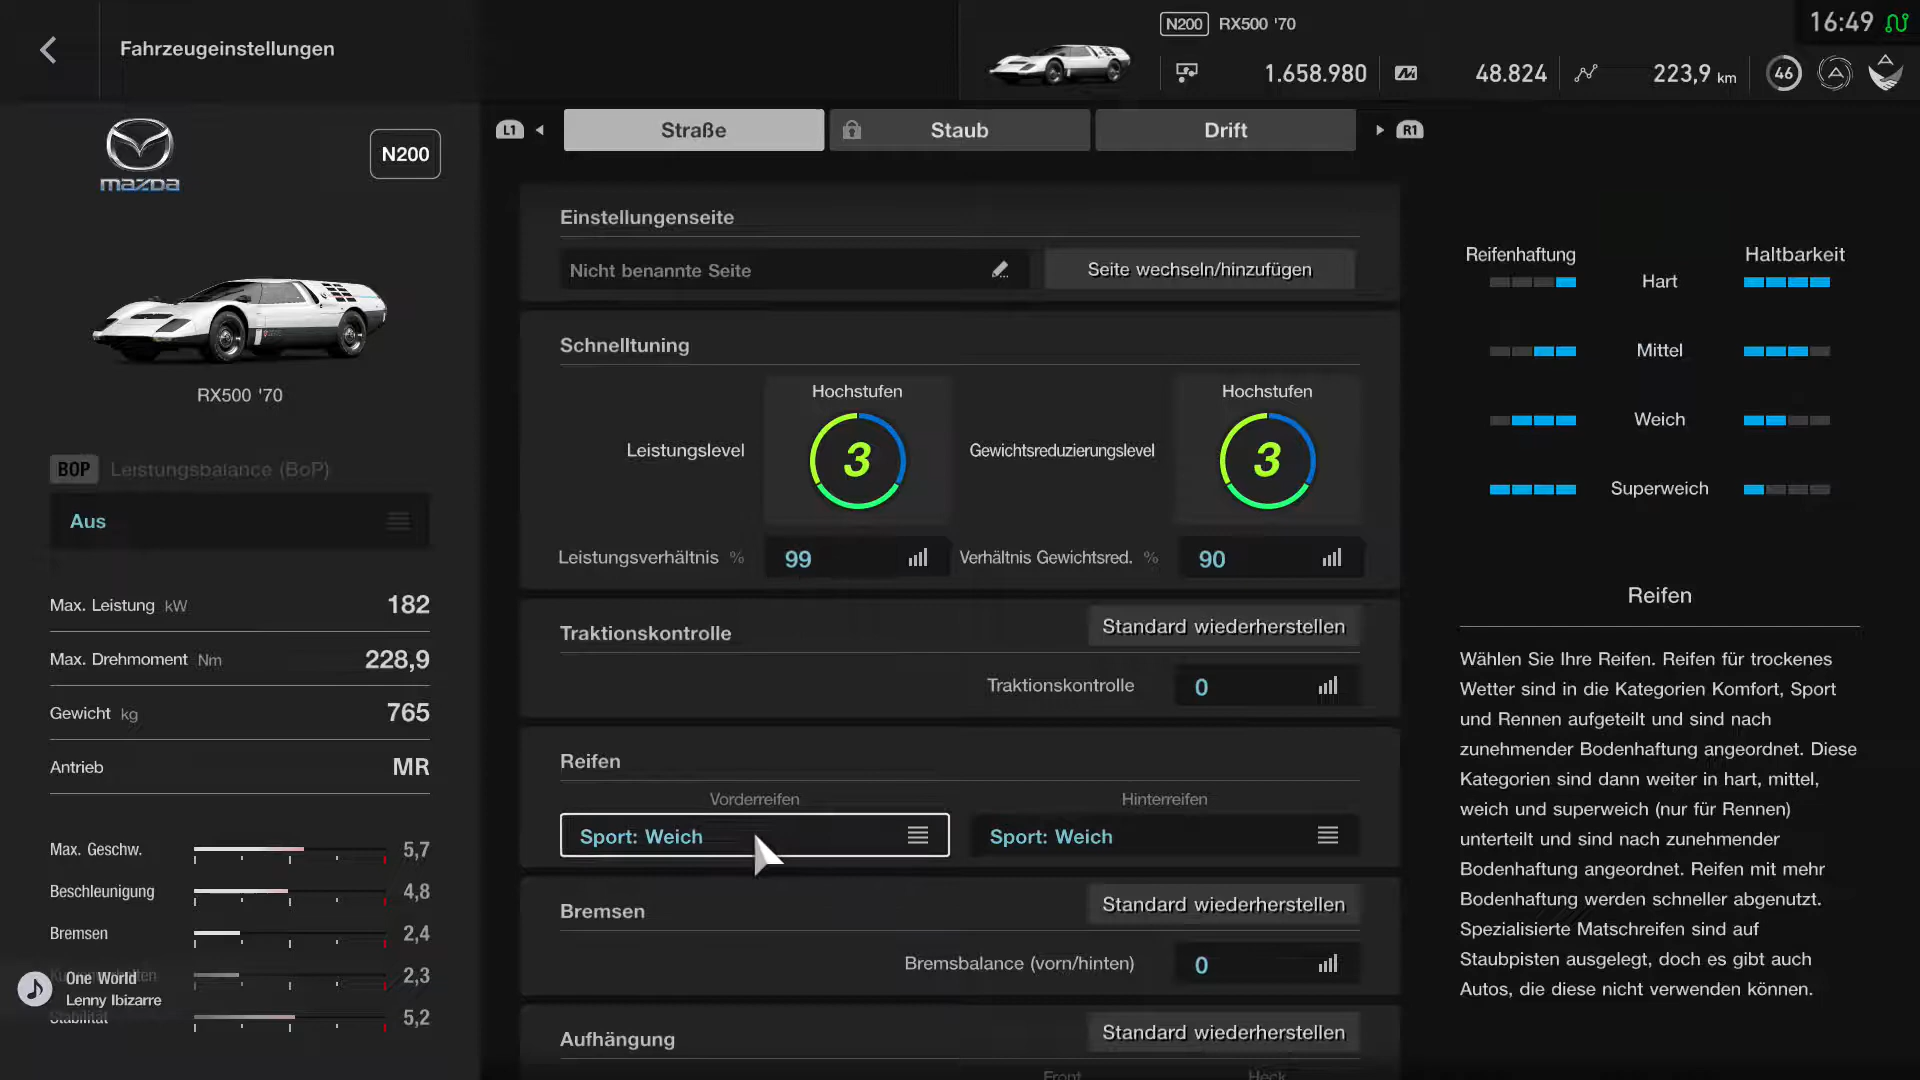 Fahrzeugeinstellungen
N200 RX500 '70
16:49
1.658.980
48.824
223,9 km
46
mazda
N200
RX500 '70
BOP Leistungsbalance (BoP)
Aus
Max. Leistung kW 182
Max. Drehmoment Nm 228,9
Gewicht kg 765
Antrieb MR
Max. Geschw. 5,7
Beschleunigung 4,8
Bremsen 2,4
2,3
Stabilität 5,2
One World
Lenny Ibizarre
L1 Straße Staub Drift R1
Einstellungenseite
Nicht benannte Seite
Seite wechseln/hinzufügen
Schnelltuning
Hochstufen
Hochstufen
Leistungslevel 3
Gewichtsreduzierungslevel 3
Leistungsverhältnis % 99
Verhältnis Gewichtsred. % 90
Traktionskontrolle
Standard wiederherstellen
Traktionskontrolle 0
Reifen
Vorderreifen
Hinterreifen
Sport: Weich
Sport: Weich
Bremsen
Standard wiederherstellen
Bremsbalance (vorn/hinten) 0
Aufhängung
Standard wiederherstellen
Front
Heck
Reifenhaftung Haltbarkeit
Hart
Mittel
Weich
Superweich
Reifen
Wählen Sie Ihre Reifen. Reifen für trockenes
Wetter sind in die Kategorien Komfort, Sport
und Rennen aufgeteilt und sind nach
zunehmender Bodenhaftung angeordnet. Diese
Kategorien sind dann weiter in hart, mittel,
weich und superweich (nur für Rennen)
unterteilt und sind nach zunehmender
Bodenhaftung angeordnet. Reifen mit mehr
Bodenhaftung werden schneller abgenutzt.
Spezialisierte Matschreifen sind auf
Staubpisten ausgelegt, doch es gibt auch
Autos, die diese nicht verwenden können.